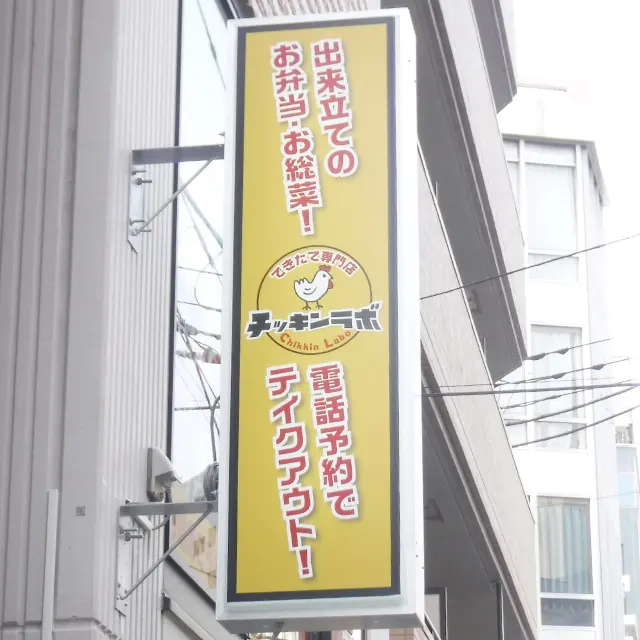 出来立ての
お弁当・お総菜!
できたて専門店
チッキンラボ
Chikkin Labo
電話予約で
テイクアウト!